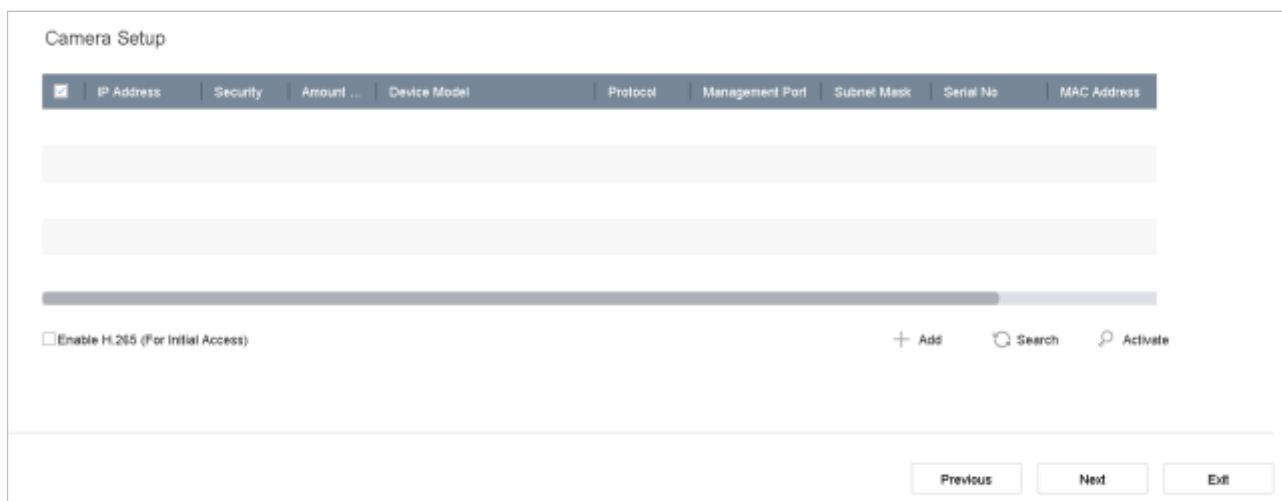 Camera Setup
IP Address Security Amount ... Device Model Protocol Management Port Subnet Mask Serial No MAC Address
Enable H.265 (For Initial Access) Add Search Activate
Previous Next Exit